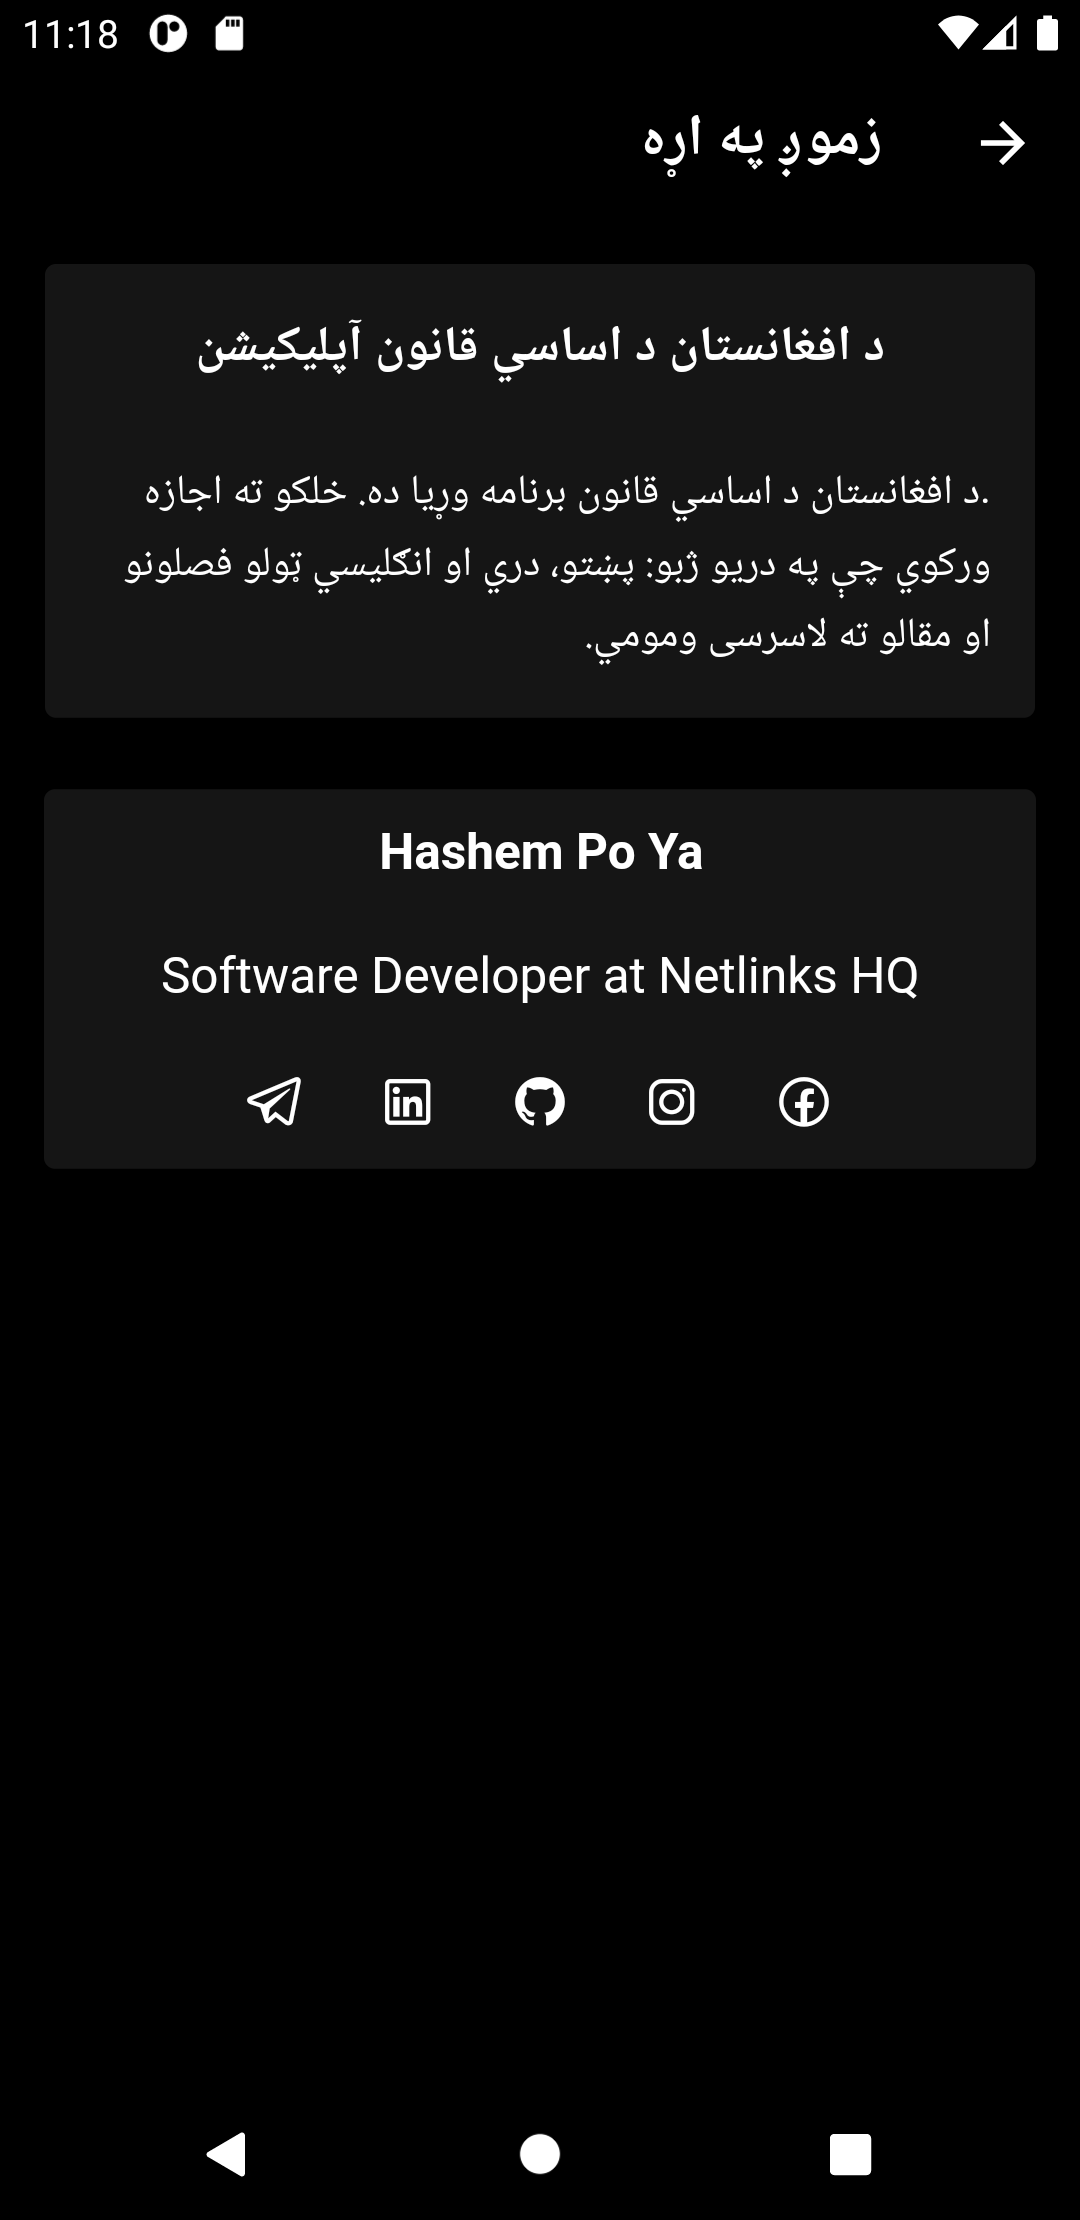 11:18
زموږ په اړه
د افغانستان د اساسي قانون آپلیکیشن
.د افغانستان د اساسي قانون برنامه وړیا ده. خلکو ته اجازه
ورکوي چې په دریو ژبو: پښتو، دري او انګلیسي ټولو فصلونو
او مقالو ته لاسرسی ومومي.
Hashem Po Ya
Software Developer at Netlinks HQ